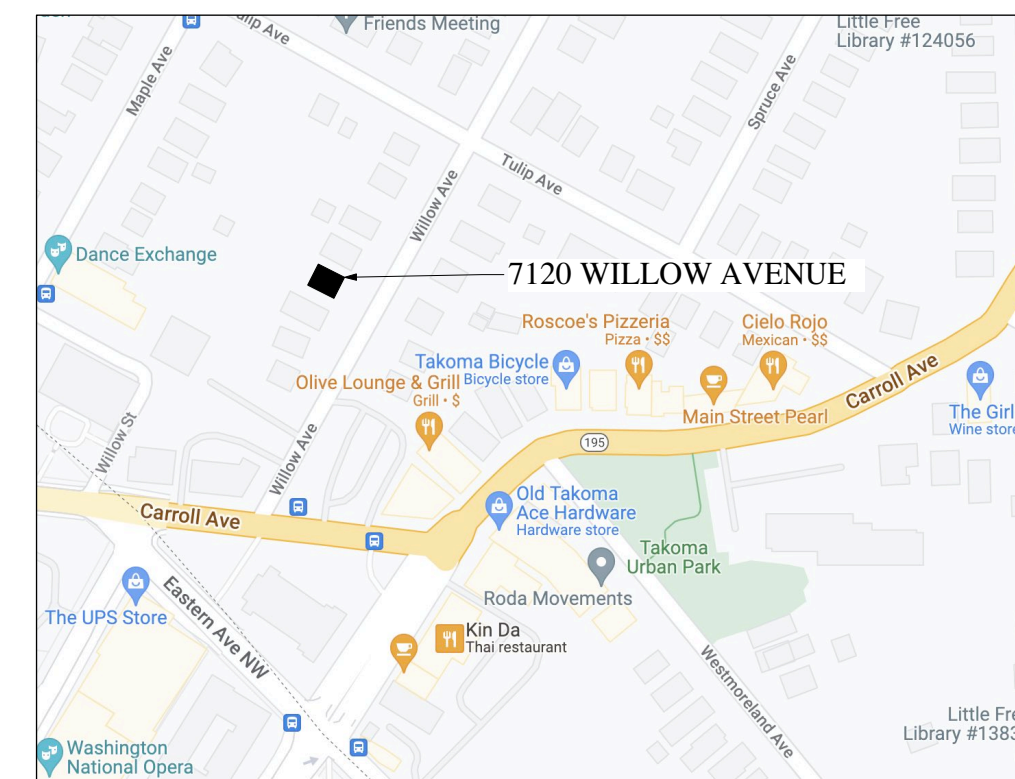 Tulip Ave
Friends Meeting
Little Free
Library #124056
Maple Ave
Spruce Ave
Tulip Ave
Willow Ave
Dance Exchange
7120 WILLOW AVENUE
Roscoe's Pizzeria
Pizza • $$
Cielo Rojo
Mexican • $$
Takoma Bicycle
Bicycle store
Olive Lounge & Grill
Grill • $
Main Street Pearl
Carroll Ave
The Girl
Wine store
Willow St
Willow Ave
195
Carroll Ave
Old Takoma
Ace Hardware
Hardware store
Takoma
Urban Park
The UPS Store
Eastern Ave NW
Roda Movements
Kin Da
Thai restaurant
Westmoreland Ave
Little Fre
Library #1383
Washington
National Opera